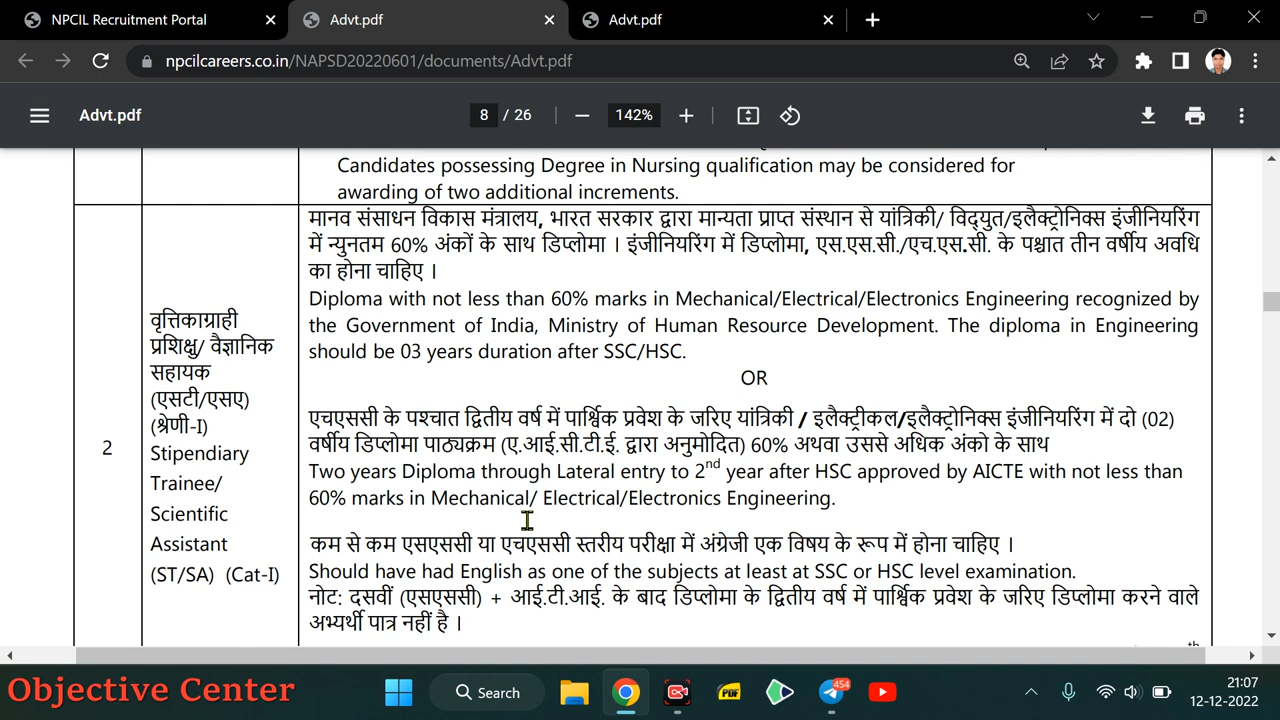 NPCIL Recruitment Portal
Advt.pdf
Advt.pdf
npcilcareers.co.in/NAPSD20220601/documents/Advt.pdf
Advt.pdf
8 / 26
142%
Candidates possessing Degree in Nursing qualification may be considered for
awarding of two additional increments.
2
वृत्तिकाग्राही
प्रशिक्षु/ वैज्ञानिक
सहायक
(एसटी/एसए)
(श्रेणी-I)
Stipendiary
Trainee/
Scientific
Assistant
(ST/SA) (Cat-I)
मानव संसाधन विकास मंत्रालय, भारत सरकार द्वारा मान्यता प्राप्त संस्थान से यांत्रिकी/ विद्युत/इलैक्ट्रोनिक्स इंजीनियरिंग
में न्युनतम 60% अंकों के साथ डिप्लोमा । इंजीनियरिंग में डिप्लोमा, एस.एस.सी./एच.एस.सी. के पश्चात तीन वर्षीय अवधि
का होना चाहिए ।
Diploma with not less than 60% marks in Mechanical/Electrical/Electronics Engineering recognized by
the Government of India, Ministry of Human Resource Development. The diploma in Engineering
should be 03 years duration after SSC/HSC.
OR
एचएससी के पश्चात द्वितीय वर्ष में पार्श्विक प्रवेश के जरिए यांत्रिकी / इलैक्ट्रीकल/इलैक्ट्रोनिक्स इंजीनियरिंग में दो (02)
वर्षीय डिप्लोमा पाठ्यक्रम (ए.आई.सी.टी.ई. द्वारा अनुमोदित) 60% अथवा उससे अधिक अंको के साथ
Two years Diploma through Lateral entry to 2nd year after HSC approved by AICTE with not less than
60% marks in Mechanical/ Electrical/Electronics Engineering.
कम से कम एसएससी या एचएससी स्तरीय परीक्षा में अंग्रेजी एक विषय के रूप में होना चाहिए ।
Should have had English as one of the subjects at least at SSC or HSC level examination.
नोट: दसवीं (एसएससी) + आई.टी.आई. के बाद डिप्लोमा के द्वितीय वर्ष में पार्श्विक प्रवेश के जरिए डिप्लोमा करने वाले
अभ्यर्थी पात्र नहीं है ।
th
Objective Center
Search
PDF
454
21:07
12-12-2022